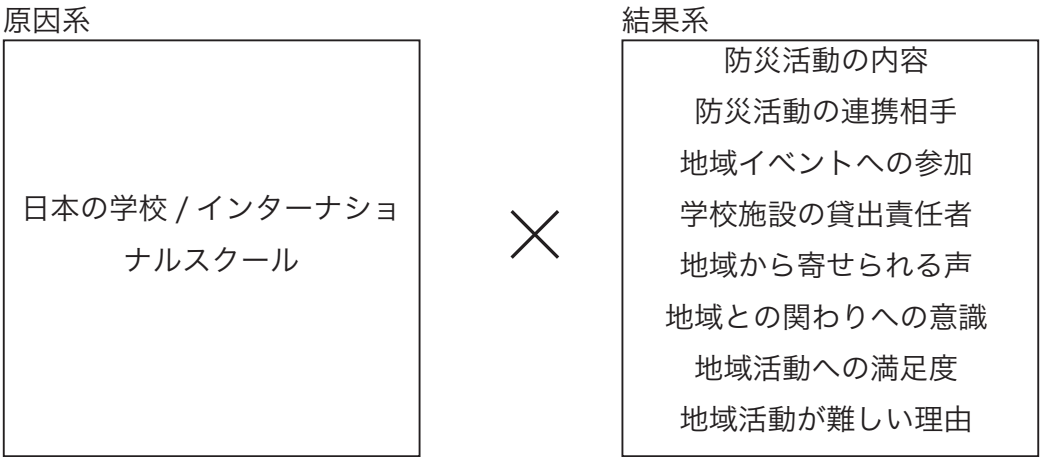 原因系
日本の学校 / インターナショ
ナルスクール
結果系
防災活動の内容
防災活動の連携相手
地域イベントへの参加
学校施設の貸出責任者
地域から寄せられる声
地域との関わりへの意識
地域活動への満足度
地域活動が難しい理由